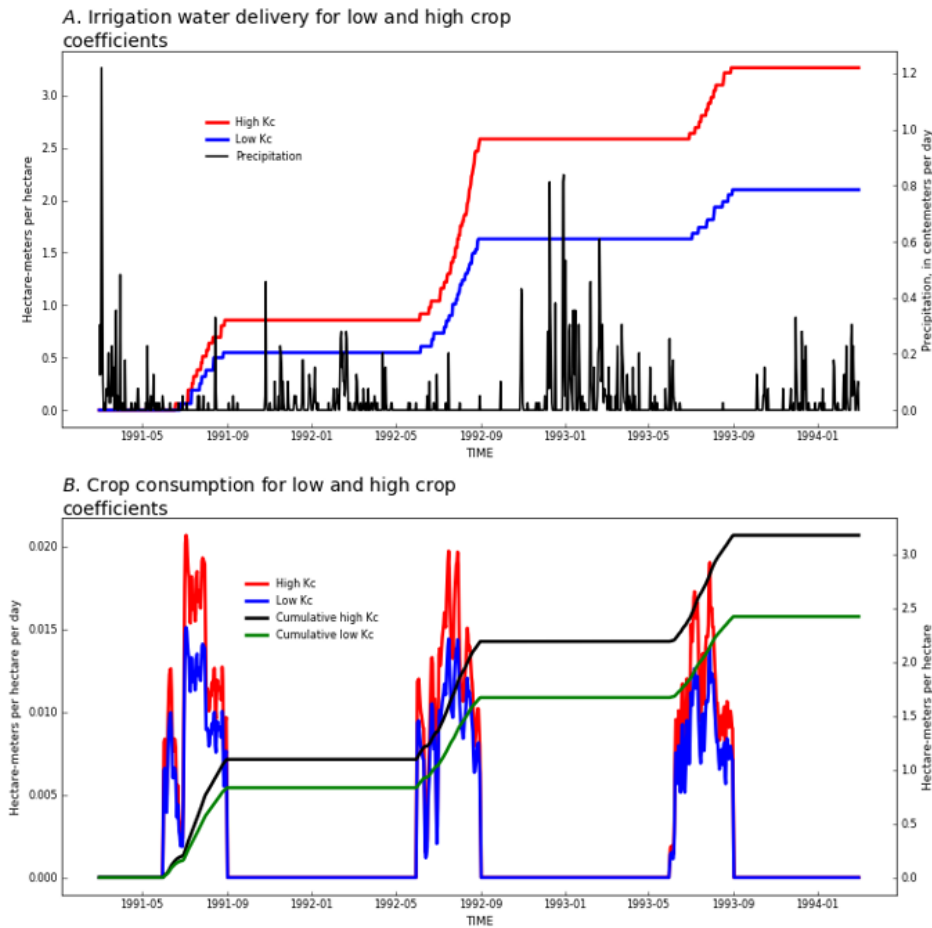 A. Irrigation water delivery for low and high crop
coefficients
3.0
2.5
2.0
1.5
1.0
0.5
0.0
Hectare-meters per hectare
High Kc
Low Kc
Precipitation
1.2
1.0
0.8
0.6
0.4
0.2
0.0
Precipitation, in centemeters per day
1991-05 1991-09 1992-01 1992-05 1992-09 1993-01 1993-05 1993-09 1994-01
TIME
B. Crop consumption for low and high crop
coefficients
0.020
0.015
0.010
0.005
0.000
Hectare-meters per hectare per day
High Kc
Low Kc
Cumulative high Kc
Cumulative low Kc
3.0
2.5
2.0
1.5
1.0
0.5
0.0
Hectare-meters per hectare
1991-05 1991-09 1992-01 1992-05 1992-09 1993-01 1993-05 1993-09 1994-01
TIME